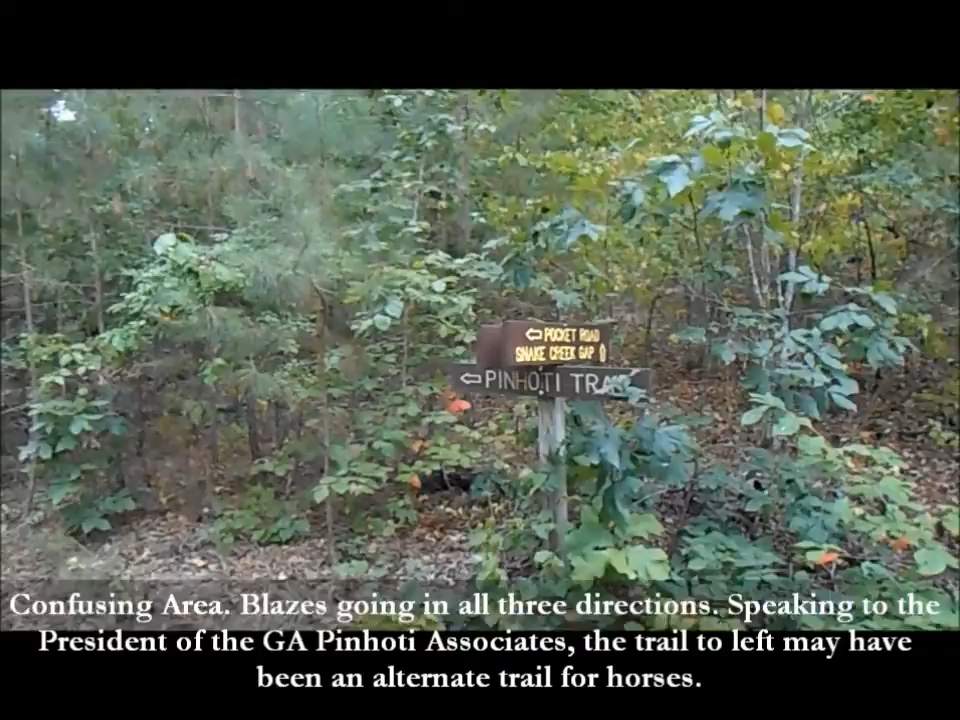 ⇦ POCKET ROAD
SNAKE CREEK GAP ⇧
⇦ PINHOTI TRAIL
Confusing Area. Blazes going in all three directions. Speaking to the
President of the GA Pinhoti Associates, the trail to left may have
been an alternate trail for horses.